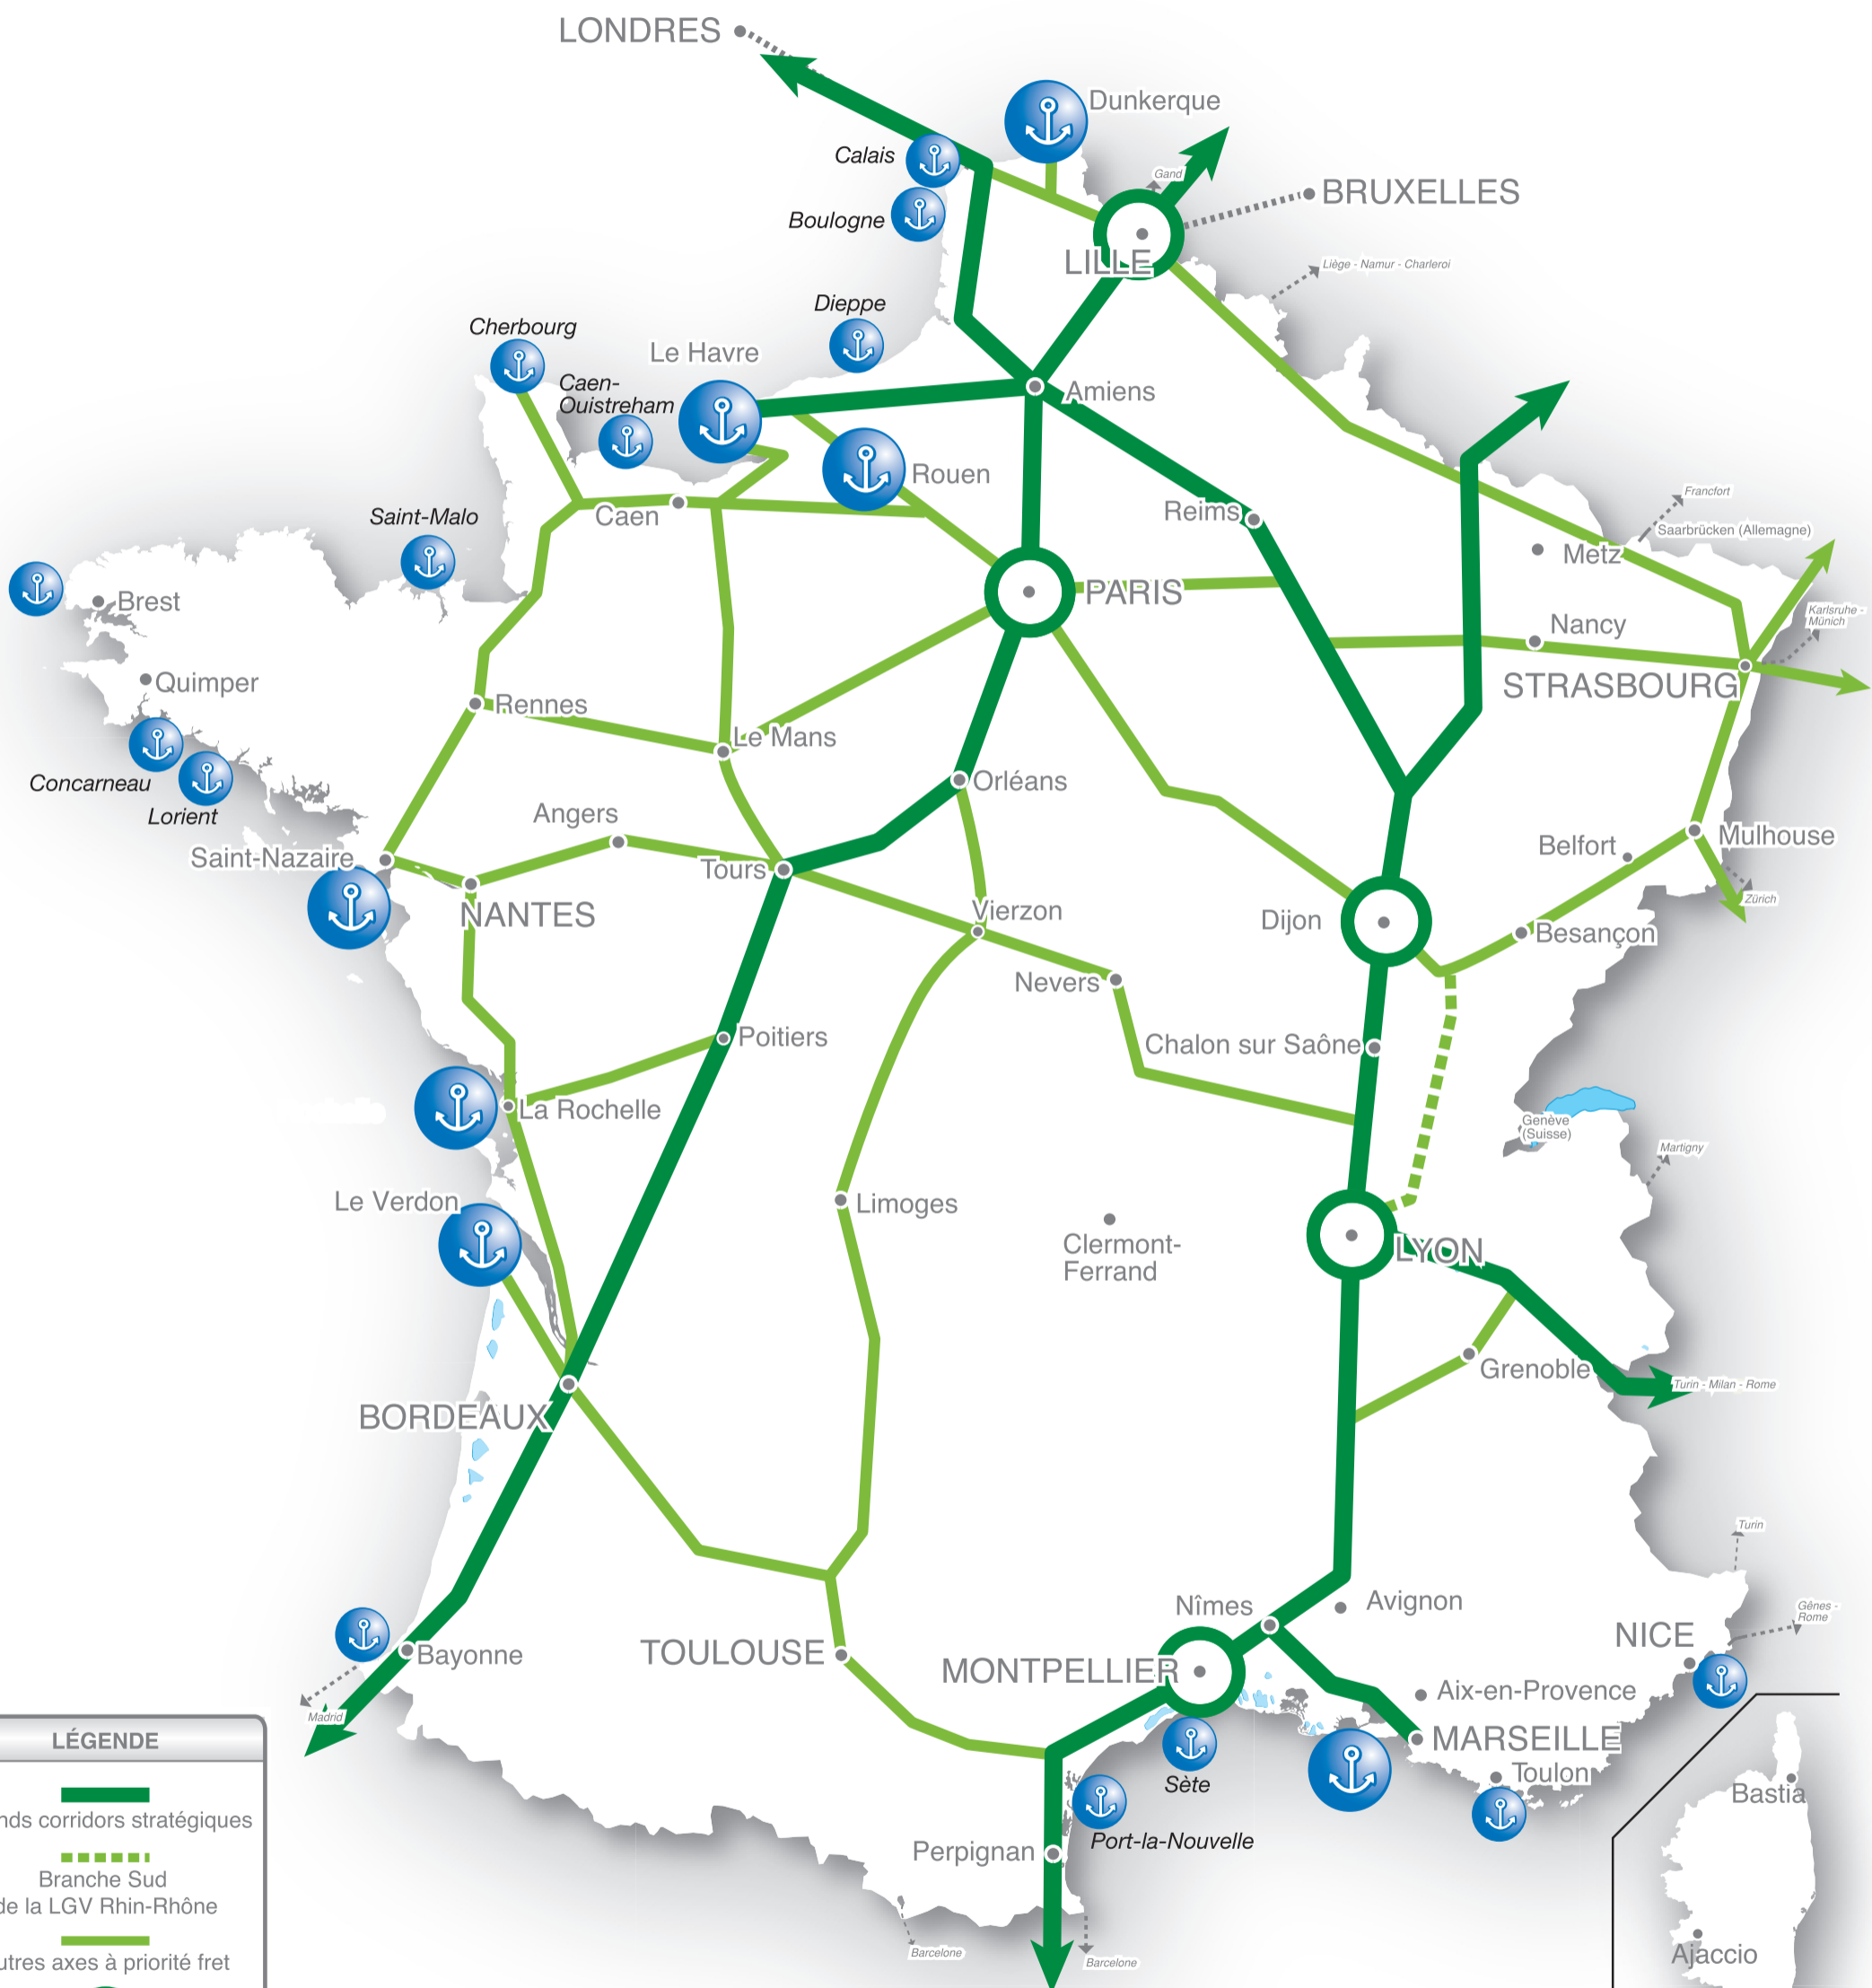 LONDRES
Dunkerque
Calais
Gand
BRUXELLES
Boulogne
LILLE
Liège - Namur - Charleroi
Dieppe
Cherbourg
Le Havre
Caen-
Ouistreham
Amiens
Rouen
Reims
Francfort
Saint-Malo
Caen
Saarbrücken (Allemagne)
Metz
Brest
PARIS
Karlsruhe -
Münich
Nancy
Quimper
STRASBOURG
Rennes
Le Mans
Concarneau
Orléans
Lorient
Angers
Belfort
Mulhouse
Saint-Nazaire
Tours
Zürich
NANTES
Vierzon
Dijon
Besançon
Nevers
Poitiers
Chalon sur Saône
La Rochelle
Genève
(Suisse)
Martigny
Le Verdon
Limoges
Clermont-
Ferrand
LYON
Grenoble
Turin - Milan - Rome
BORDEAUX
Turin
Nîmes
Avignon
Gênes -
Rome
NICE
Bayonne
TOULOUSE
MONTPELLIER
Aix-en-Provence
Madrid
MARSEILLE
Toulon
Sète
Bastia
Port-la-Nouvelle
Perpignan
Barcelone
Barcelone
Ajaccio
LÉGENDE
nds corridors stratégiques
Branche Sud
de la LGV Rhin-Rhône
utres axes à priorité fret